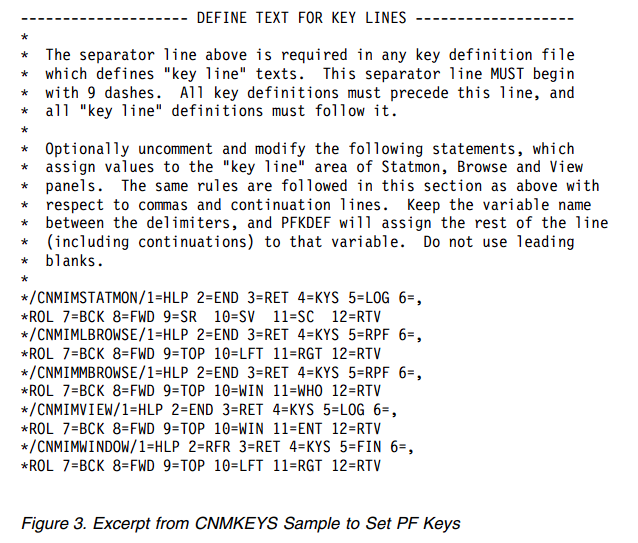 -------------------- DEFINE TEXT FOR KEY LINES -------------------
*
*  The separator line above is required in any key definition file
*  which defines "key line" texts.  This separator line MUST begin
*  with 9 dashes.  All key definitions must precede this line, and
*  all "key line" definitions must follow it.
*
*  Optionally uncomment and modify the following statements, which
*  assign values to the "key line" area of Statmon, Browse and View
*  panels.  The same rules are followed in this section as above with
*  respect to commas and continuation lines.  Keep the variable name
*  between the delimiters, and PFKDEF will assign the rest of the line
*  (including continuations) to that variable.  Do not use leading
*  blanks.
*
*/CNMIMSTATMON/1=HLP 2=END 3=RET 4=KYS 5=LOG 6=,
*ROL 7=BCK 8=FWD 9=SR  10=SV  11=SC  12=RTV
*/CNMIMLBROWSE/1=HLP 2=END 3=RET 4=KYS 5=RPF 6=,
*ROL 7=BCK 8=FWD 9=TOP 10=LFT 11=RGT 12=RTV
*/CNMIMMBROWSE/1=HLP 2=END 3=RET 4=KYS 5=RPF 6=,
*ROL 7=BCK 8=FWD 9=TOP 10=WIN 11=WHO 12=RTV
*/CNMIMVIEW/1=HLP 2=END 3=RET 4=KYS 5=LOG 6=,
*ROL 7=BCK 8=FWD 9=TOP 10=WIN 11=ENT 12=RTV
*/CNMIMWINDOW/1=HLP 2=RFR 3=RET 4=KYS 5=FIN 6=,
*ROL 7=BCK 8=FWD 9=TOP 10=LFT 11=RGT 12=RTV
Figure 3. Excerpt from CNMKEYS Sample to Set PF Keys